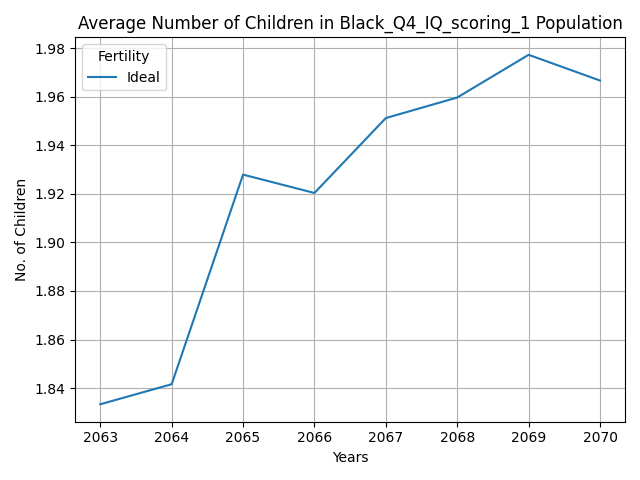 Average Number of Children in Black_Q4_IQ_scoring_1 Population
Fertility
Ideal
No. of Children
1.98
1.96
1.94
1.92
1.90
1.88
1.86
1.84
2063 2064 2065 2066 2067 2068 2069 2070
Years